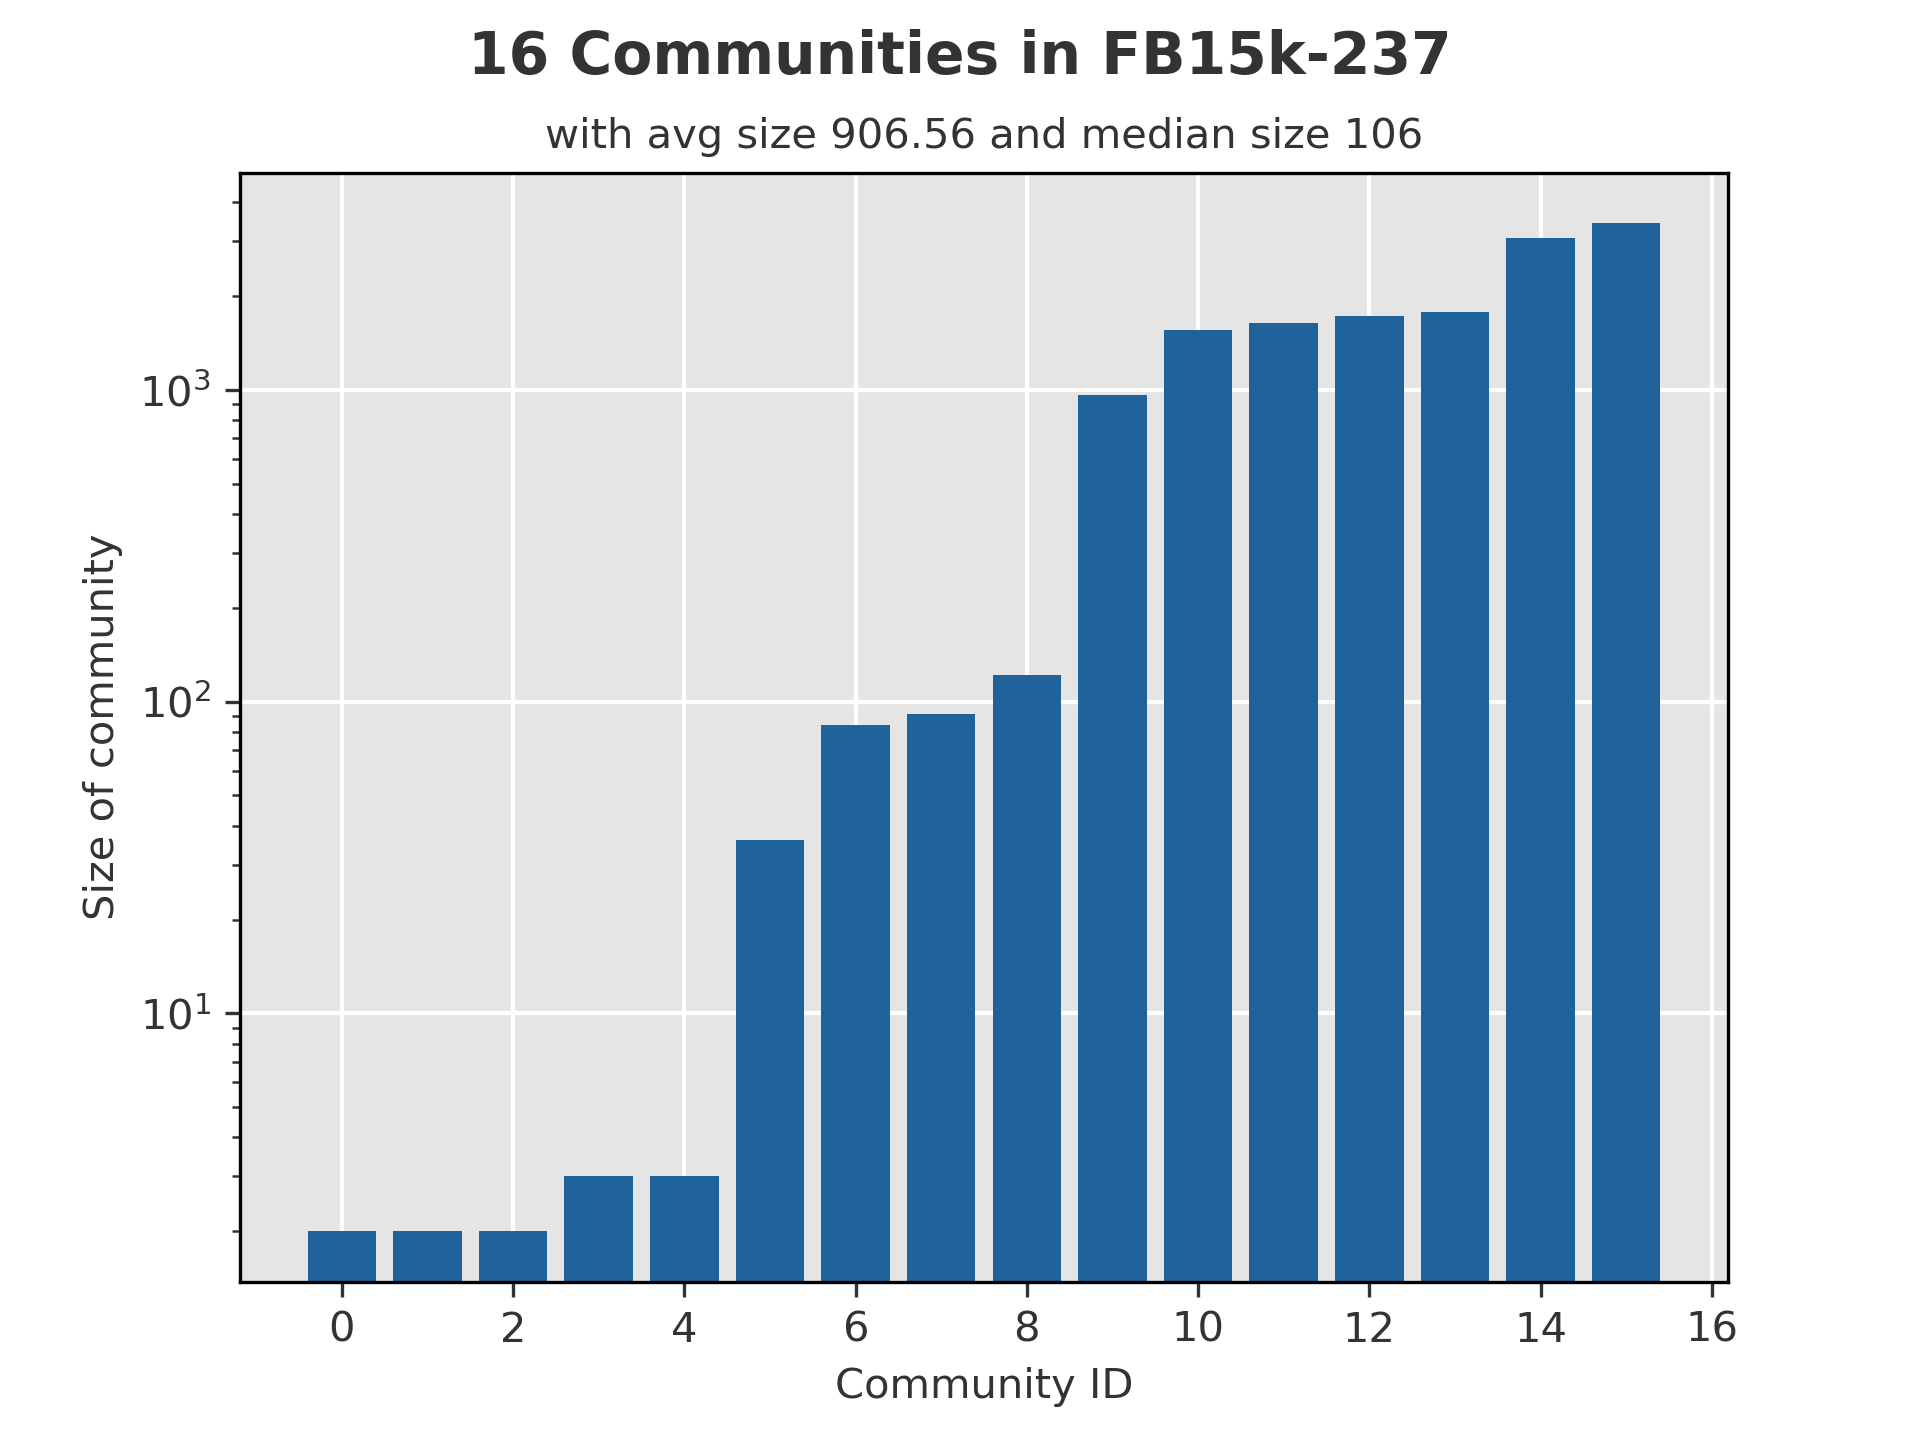 16 Communities in FB15k-237
with avg size 906.56 and median size 106
Size of community
10³
10²
10¹
0 2 4 6 8 10 12 14 16
Community ID